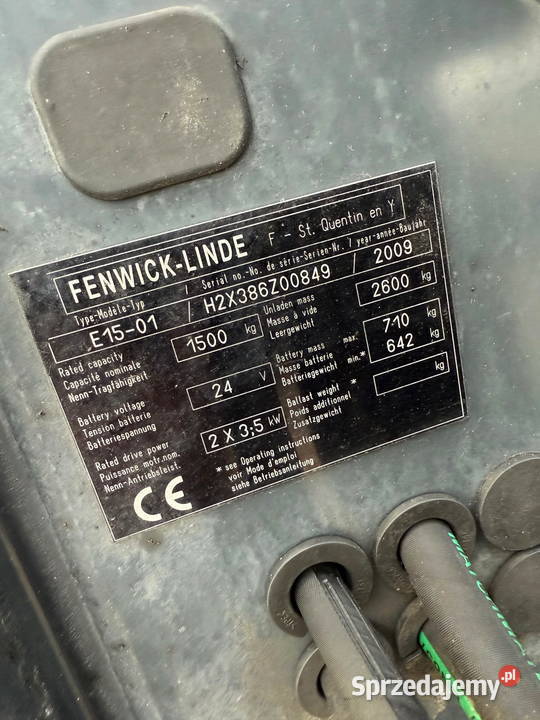 FENWICK-LINDE F - St. Quentin en Y
Type-Modèle-Typ / Serial no.-No. de série-Serien-Nr. / year-année-Baujahr
E15-01 / H2X386Z00849 / 2009
Rated capacity
Capacité nominale
Nenn-Tragfähigkeit
1500 kg
Unladen mass
Masse à vide
Leergewicht
2600 kg
Battery voltage
Tension batterie
Batteriespannung
24 V
Battery mass max.
Masse batterie
Batteriegewicht min.*
710
642 kg
Rated drive power
Puissance motr.nom.
Nenn-Antriebsleist.
2 X 3,5 kW
Ballast weight *
Poids additionnel
Zusatzgewicht
kg
* see Operating instructions
voir Mode d'emploi
siehe Betriebsanleitung
CE
Sprzedajemy.pl